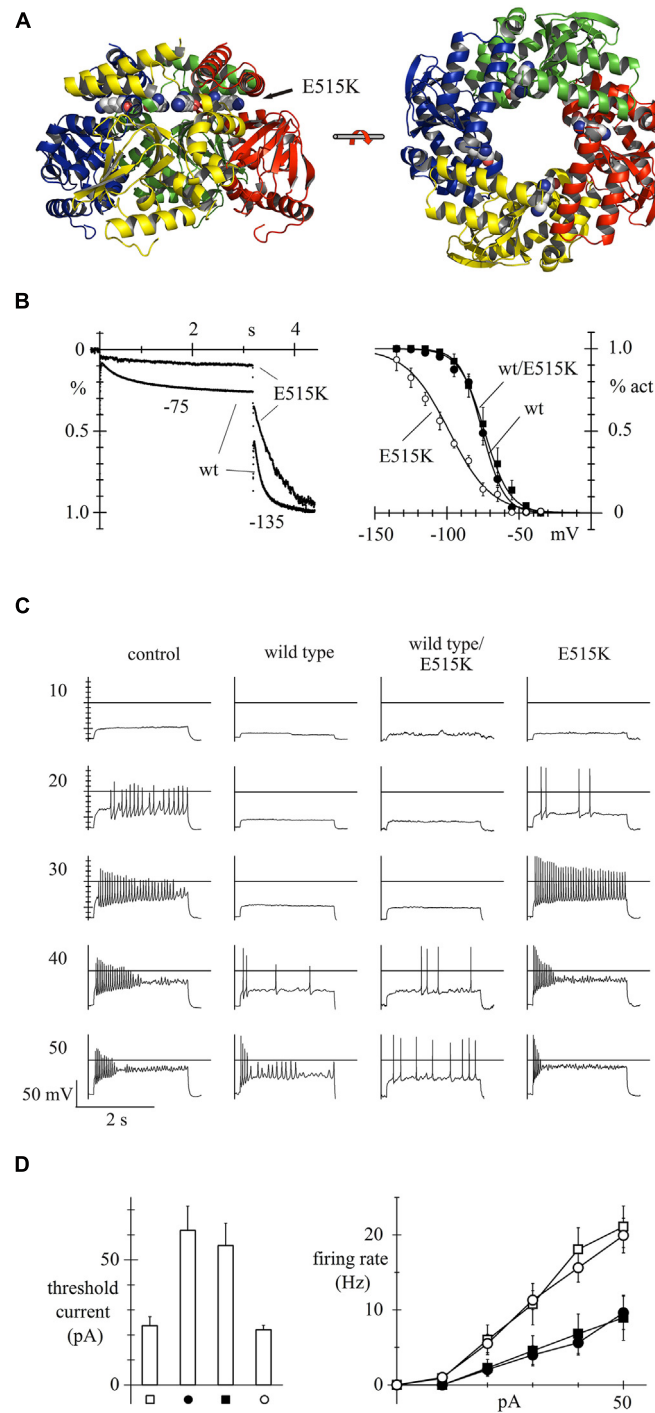 A
E515K
B
2 s 4
0
%
0.5
1.0
-75
E515K
wt
-135
1.0
wt/E515K
% act
wt
0.5
E515K
0
-150 -100 -50 mV
C
control wild type wild type/
E515K
E515K
10
20
30
40
50
50 mV
2 s
D
50
threshold
current
(pA)
0
20
firing rate
(Hz)
10
0
pA 50